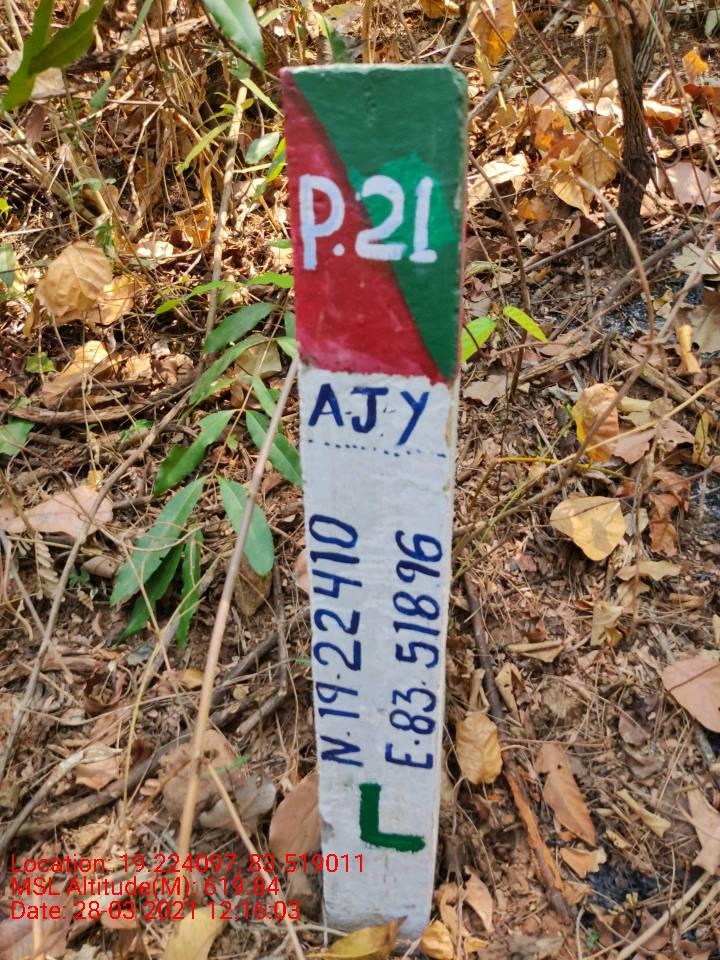 P.21
A.J.Y
N.19.22410
E.83.51896
L
Location: 19.224097, 83.519011
MSL Altitude(M): 619.84
Date: 28-03-2021 12:16:03